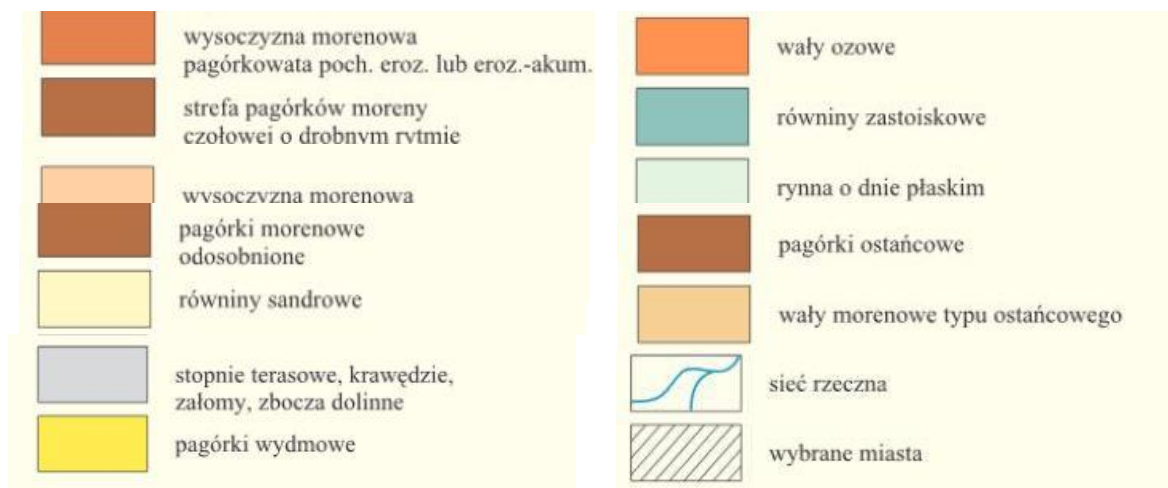 wysoczyzna morenowa
pagórkowata poch. eroz. lub eroz.-akum.
strefa pagórków moreny
czołowei o drobnvm rvtmie
wvsoczvzna morenowa
pagórki morenowe
odosobnione
równiny sandrowe
stopnie terasowe, krawędzie,
załomy, zbocza dolinne
pagórki wydmowe
wały ozowe
równiny zastoiskowe
rynna o dnie płaskim
pagórki ostańcowe
wały morenowe typu ostańcowego
sieć rzeczna
wybrane miasta